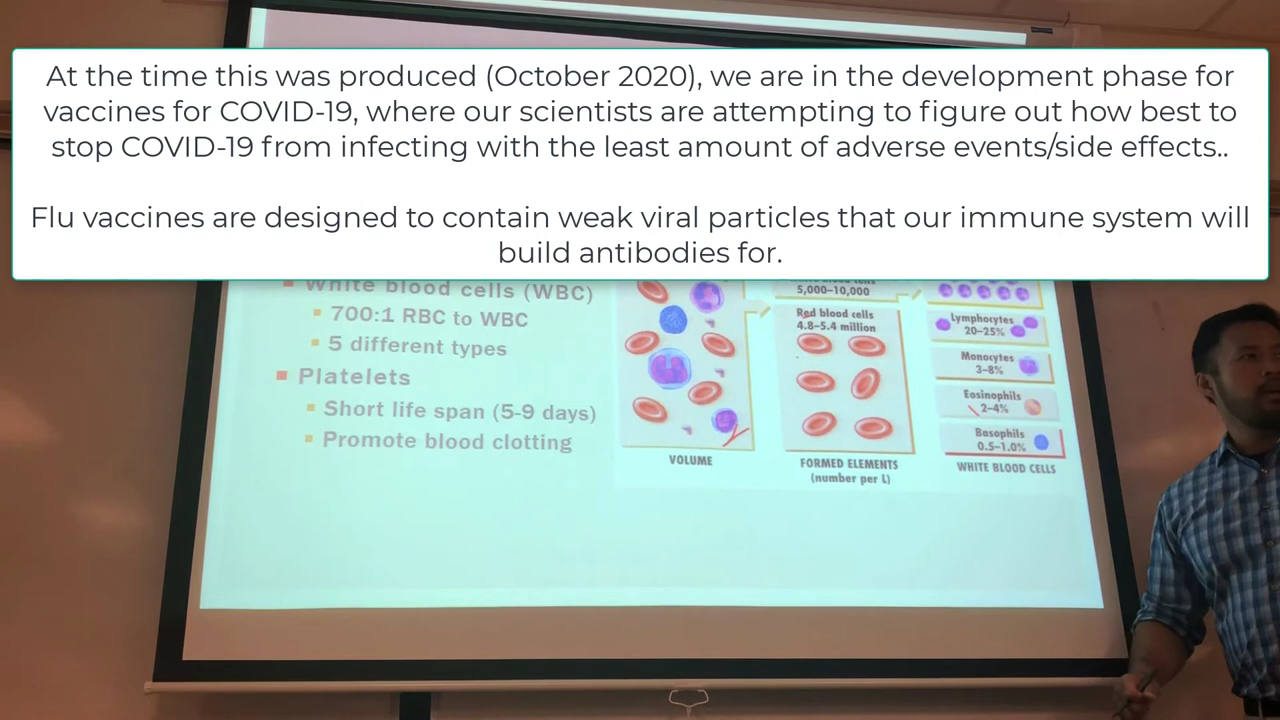 At the time this was produced (October 2020), we are in the development phase for
vaccines for COVID-19, where our scientists are attempting to figure out how best to
stop COVID-19 from infecting with the least amount of adverse events/side effects..
Flu vaccines are designed to contain weak viral particles that our immune system will
build antibodies for.
White blood cells (WBC)
700:1 RBC to WBC
5 different types
Platelets
Short life span (5-9 days)
Promote blood clotting
VOLUME
5,000–10,000
Red blood cells
4.8–5.4 million
FORMED ELEMENTS
(number per L)
Lymphocytes
20–25%
Monocytes
3–8%
Eosinophils
2–4%
Basophils
0.5–1.0%
WHITE BLOOD CELLS